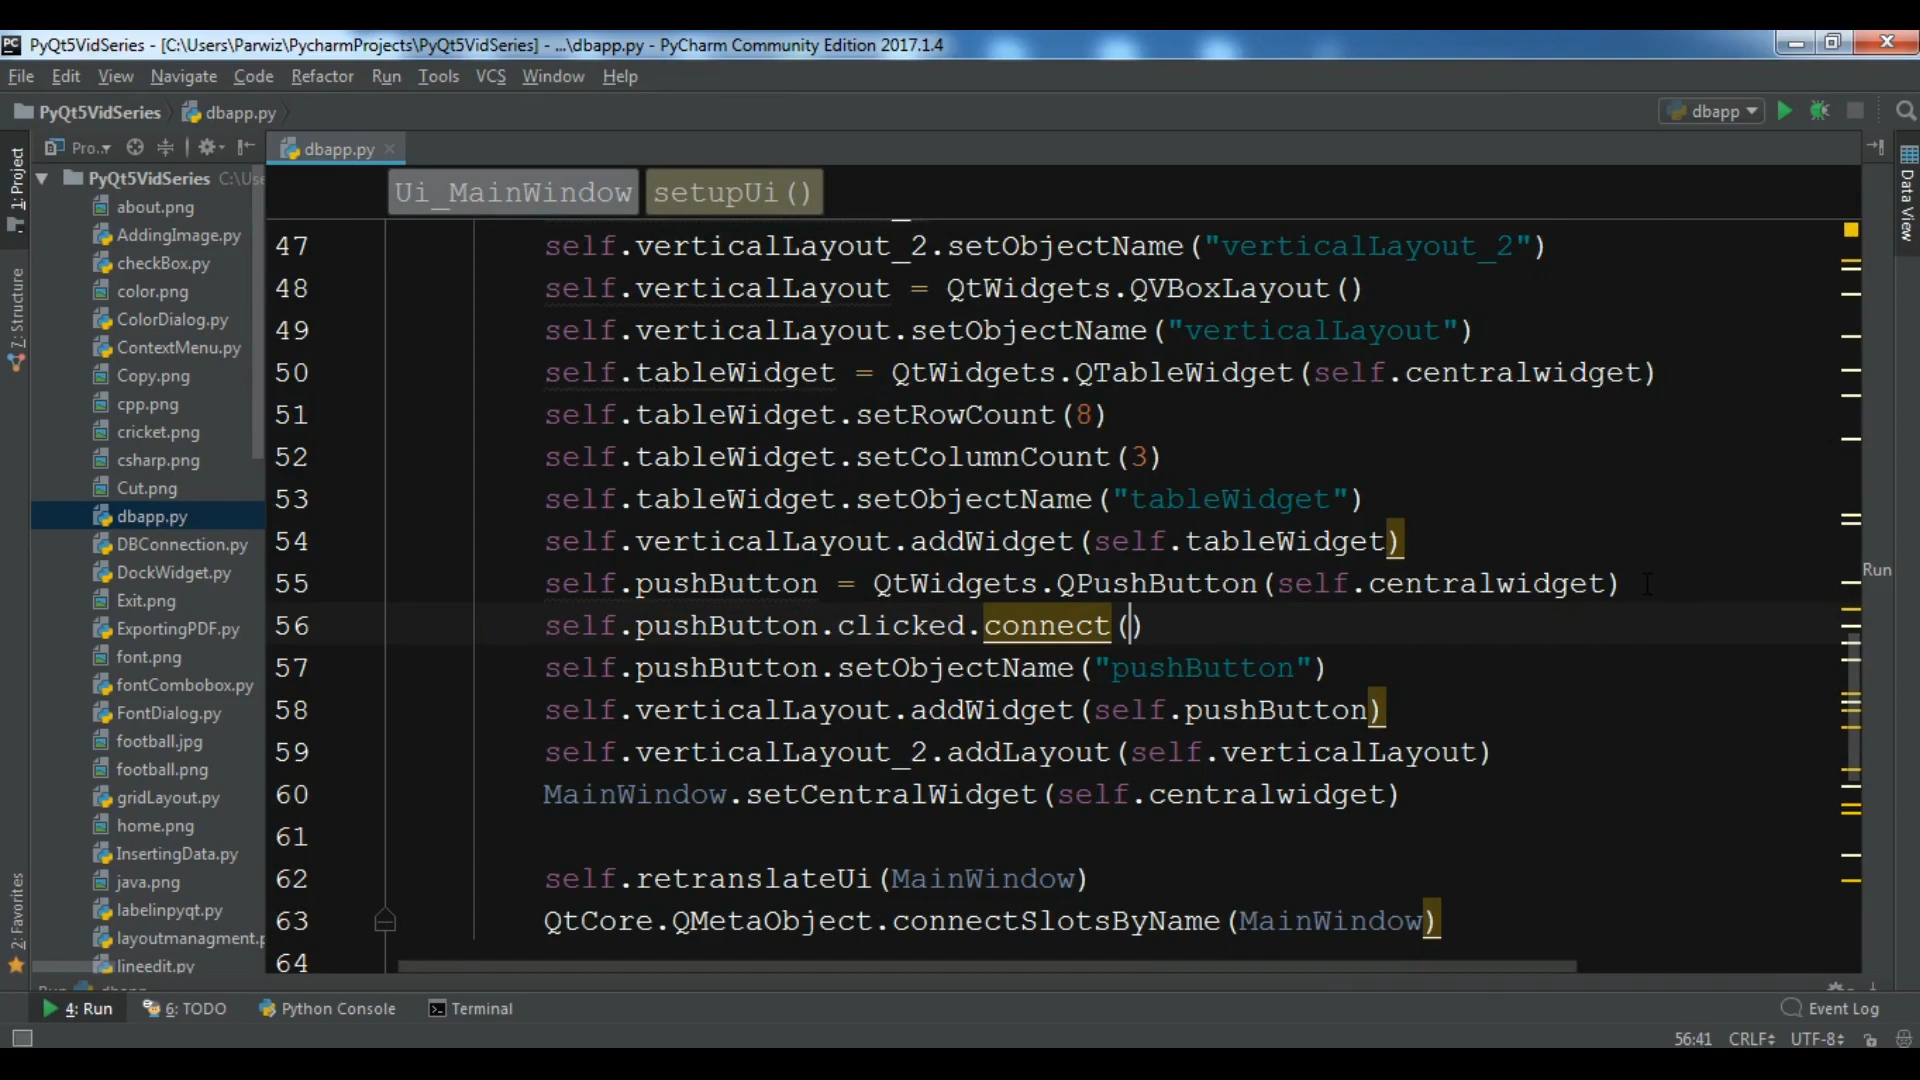 PyQt5VidSeries - [C:\Users\Parwiz\PycharmProjects\PyQt5VidSeries] - ...\dbapp.py - PyCharm Community Edition 2017.1.4
File Edit View Navigate Code Refactor Run Tools VCS Window Help
PyQt5VidSeries dbapp.py
dbapp
Pro..
dbapp.py
1: Project
7: Structure
2: Favorites
PyQt5VidSeries C:\Use
about.png
AddingImage.py
checkBox.py
color.png
ColorDialog.py
ContextMenu.py
Copy.png
cpp.png
cricket.png
csharp.png
Cut.png
dbapp.py
DBConnection.py
DockWidget.py
Exit.png
ExportingPDF.py
font.png
fontCombobox.py
FontDialog.py
football.jpg
football.png
gridLayout.py
home.png
InsertingData.py
java.png
labelinpyqt.py
layoutmanagment.p
lineedit.py
Ui_MainWindow setupUi()
47 self.verticalLayout_2.setObjectName("verticalLayout_2")
48 self.verticalLayout = QtWidgets.QVBoxLayout()
49 self.verticalLayout.setObjectName("verticalLayout")
50 self.tableWidget = QtWidgets.QTableWidget(self.centralwidget)
51 self.tableWidget.setRowCount(8)
52 self.tableWidget.setColumnCount(3)
53 self.tableWidget.setObjectName("tableWidget")
54 self.verticalLayout.addWidget(self.tableWidget)
55 self.pushButton = QtWidgets.QPushButton(self.centralwidget)
56 self.pushButton.clicked.connect()
57 self.pushButton.setObjectName("pushButton")
58 self.verticalLayout.addWidget(self.pushButton)
59 self.verticalLayout_2.addLayout(self.verticalLayout)
60 MainWindow.setCentralWidget(self.centralwidget)
61
62 self.retranslateUi(MainWindow)
63 QtCore.QMetaObject.connectSlotsByName(MainWindow)
64
Data View
Run
4: Run 6: TODO Python Console Terminal
Event Log
56:41 CRLF UTF-8